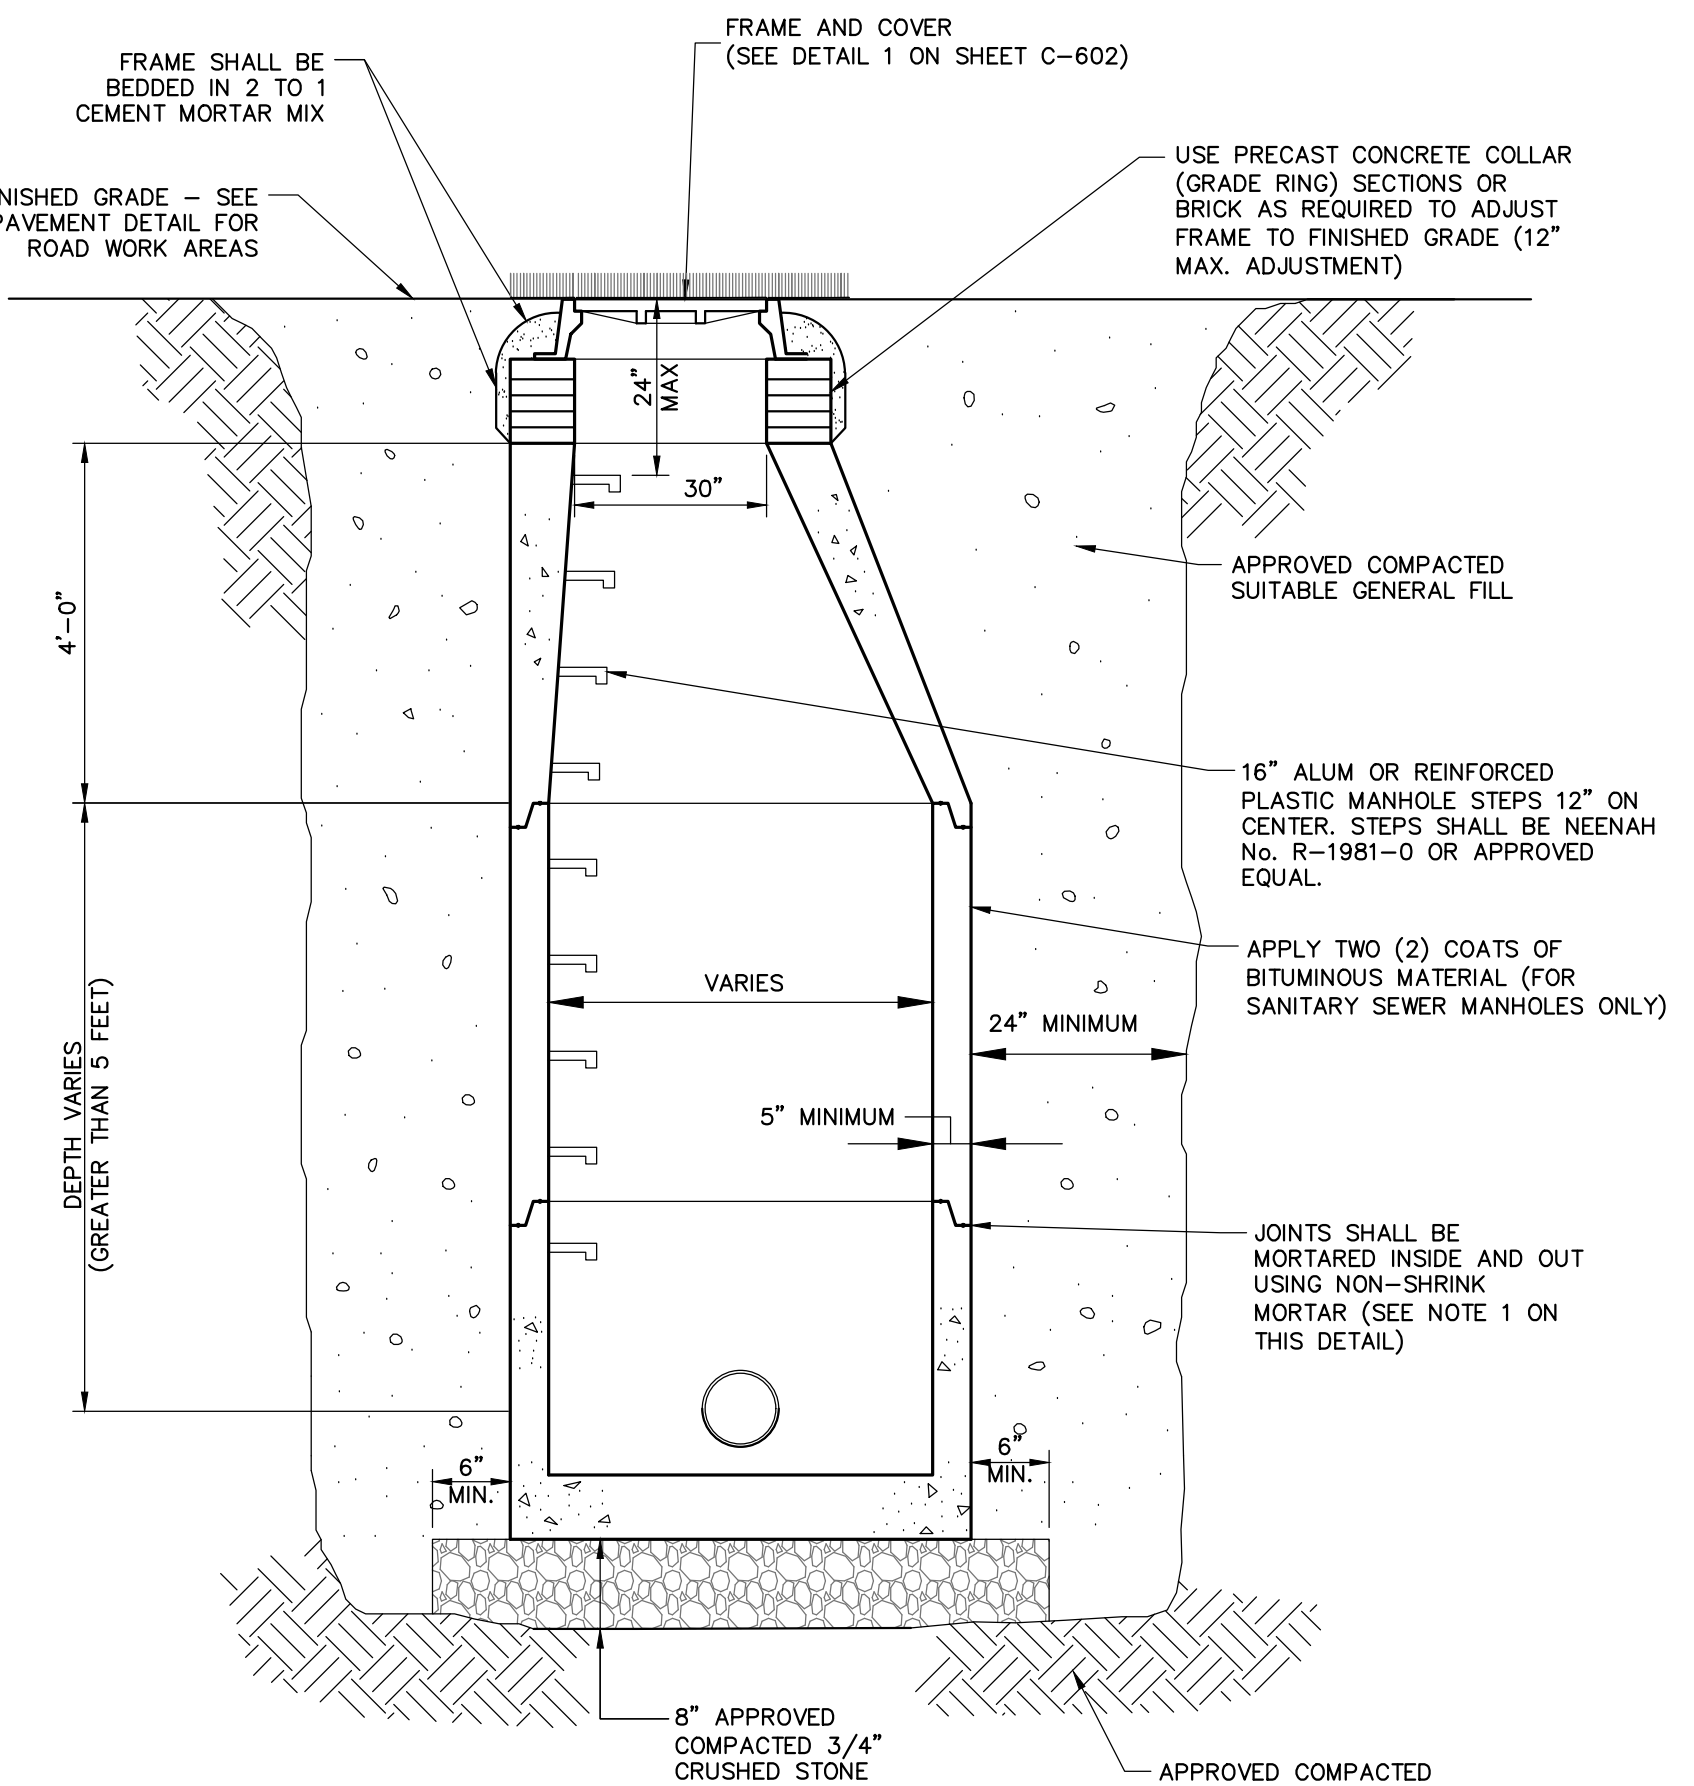 FRAME AND COVER
(SEE DETAIL 1 ON SHEET C-602)
FRAME SHALL BE
BEDDED IN 2 TO 1
CEMENT MORTAR MIX
USE PRECAST CONCRETE COLLAR
(GRADE RING) SECTIONS OR
BRICK AS REQUIRED TO ADJUST
FRAME TO FINISHED GRADE (12"
MAX. ADJUSTMENT)
NISHED GRADE – SEE
PAVEMENT DETAIL FOR
ROAD WORK AREAS
24"
MAX
30"
4'-0"
APPROVED COMPACTED
SUITABLE GENERAL FILL
16" ALUM OR REINFORCED
PLASTIC MANHOLE STEPS 12" ON
CENTER. STEPS SHALL BE NEENAH
No. R-1981-0 OR APPROVED
EQUAL.
APPLY TWO (2) COATS OF
BITUMINOUS MATERIAL (FOR
SANITARY SEWER MANHOLES ONLY)
VARIES
24" MINIMUM
DEPTH VARIES
(GREATER THAN 5 FEET)
5" MINIMUM
JOINTS SHALL BE
MORTARED INSIDE AND OUT
USING NON-SHRINK
MORTAR (SEE NOTE 1 ON
THIS DETAIL)
6"
MIN.
6"
MIN.
8" APPROVED
COMPACTED 3/4"
CRUSHED STONE
APPROVED COMPACTED